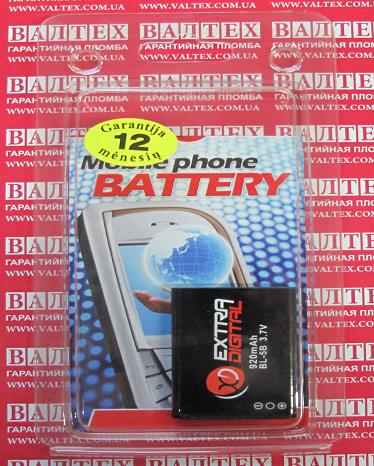 ВАЛТЕХ
ГАРАНТИЙНАЯ ПЛОМБА
WWW.VALTEX.COM.UA
Garantija
12
mėnesių
Mobile phone
BATTERY
EXTRA
DIGITAL
920mAh
BL-5B 3.7V